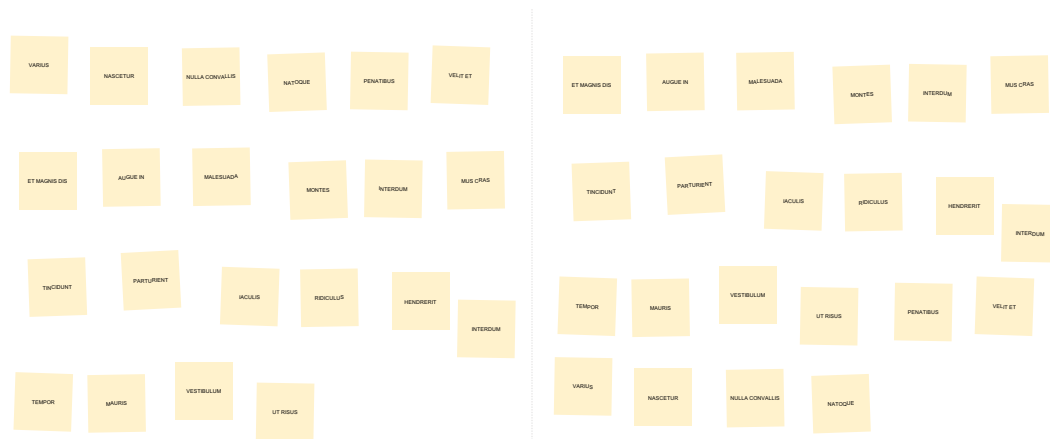 VARIUS
NASCETUR
NULLA CONVALLIS
NATOQUE
PENATIBUS
VELIT ET
ET MAGNIS DIS
AUGUE IN
MALESUADA
MONTES
INTERDUM
MUS CRAS
TINCIDUNT
PARTURIENT
IACULIS
RIDICULUS
HENDRERIT
INTERDUM
TEMPOR
MAURIS
VESTIBULUM
UT RISUS
ET MAGNIS DIS
AUGUE IN
MALESUADA
MONTES
INTERDUM
MUS CRAS
TINCIDUNT
PARTURIENT
IACULIS
RIDICULUS
HENDRERIT
INTERDUM
TEMPOR
MAURIS
VESTIBULUM
UT RISUS
PENATIBUS
VELIT ET
VARIUS
NASCETUR
NULLA CONVALLIS
NATOQUE